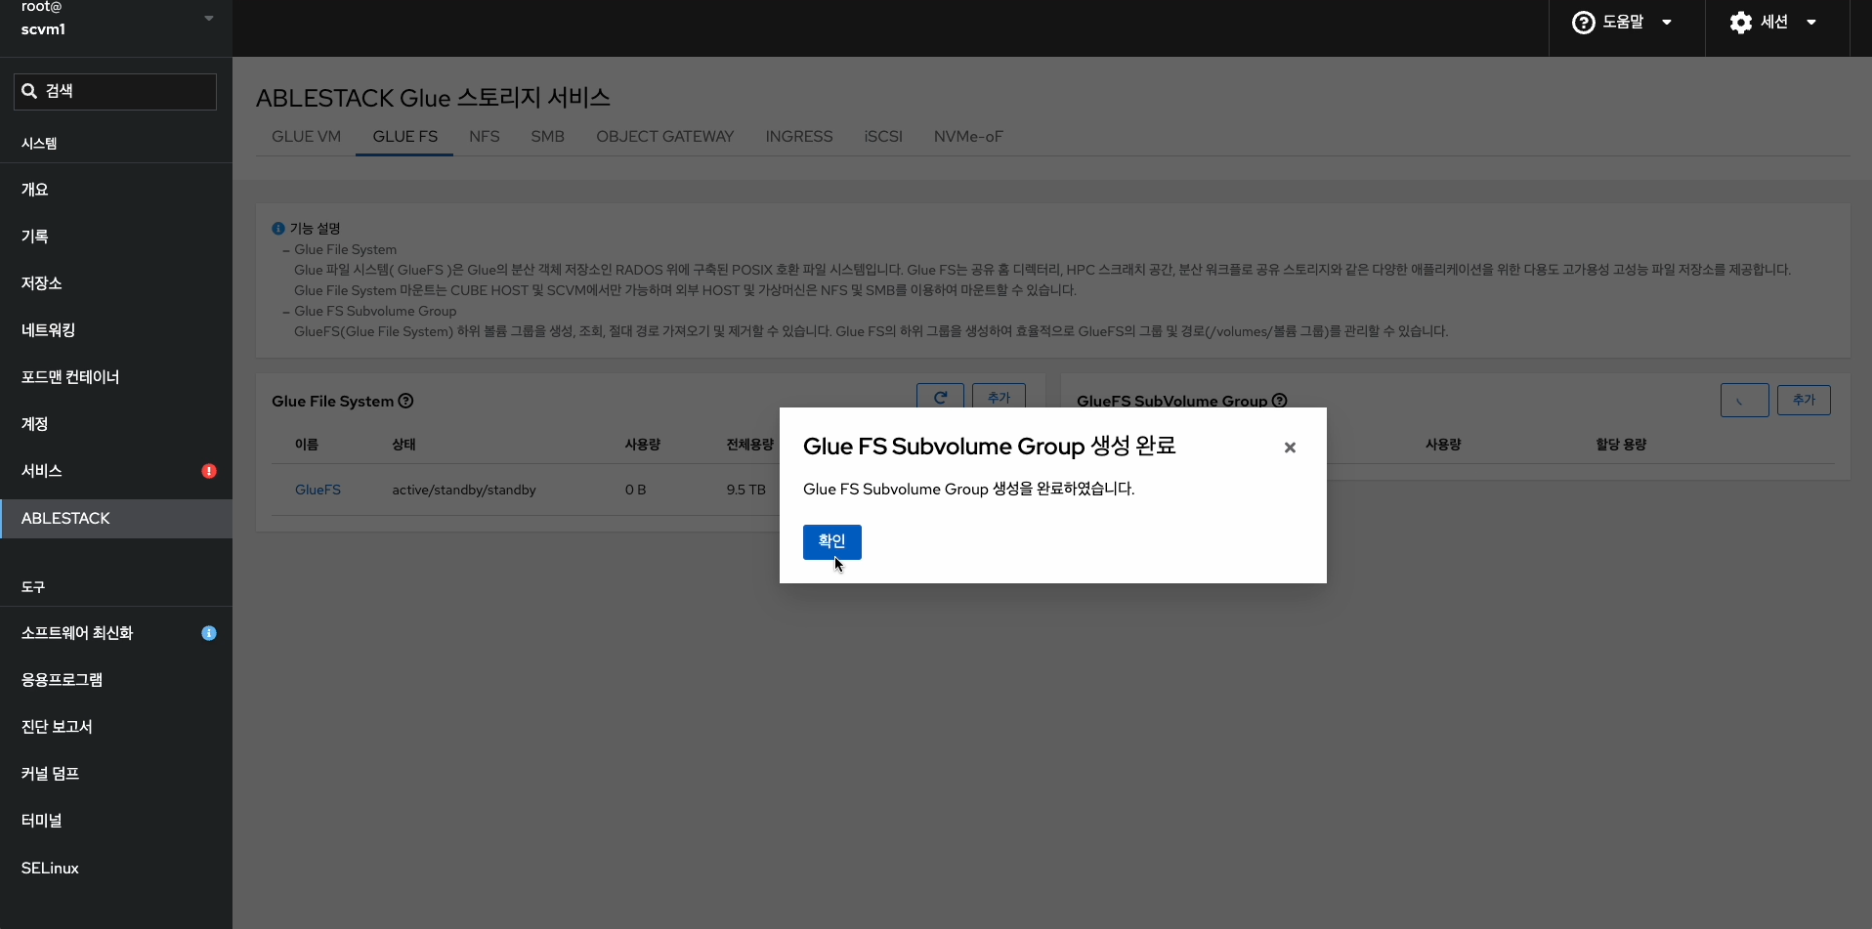 root@
scvm1
도움말
세션
검색
시스템
개요
기록
저장소
네트워킹
포드맨 컨테이너
계정
서비스
ABLESTACK
도구
소프트웨어 최신화
응용프로그램
진단 보고서
커널 덤프
터미널
SELinux
ABLESTACK Glue 스토리지 서비스
GLUE VM GLUE FS NFS SMB OBJECT GATEWAY INGRESS iSCSI NVMe-oF
기능 설명
– Glue File System
Glue 파일 시스템( GlueFS )은 Glue의 분산 객체 저장소인 RADOS 위에 구축된 POSIX 호환 파일 시스템입니다. Glue FS는 공유 홈 디렉터리, HPC 스크래치 공간, 분산 워크플로 공유 스토리지와 같은 다양한 애플리케이션을 위한 다용도 고가용성 고성능 파일 저장소를 제공합니다.
Glue File System 마운트는 CUBE HOST 및 SCVM에서만 가능하며 외부 HOST 및 가상머신은 NFS 및 SMB를 이용하여 마운트할 수 있습니다.
– Glue FS Subvolume Group
GlueFS(Glue File System) 하위 볼륨 그룹을 생성, 조회, 절대 경로 가져오기 및 제거할 수 있습니다. Glue FS의 하위 그룹을 생성하여 효율적으로 GlueFS의 그룹 및 경로(/volumes/볼륨 그룹)를 관리할 수 있습니다.
Glue File System 추가
이름 상태 사용량 전체용량
GlueFS active/standby/standby 0 B 9.5 TB
GlueFS SubVolume Group 추가
사용량 할당 용량
Glue FS Subvolume Group 생성 완료
Glue FS Subvolume Group 생성을 완료하였습니다.
확인